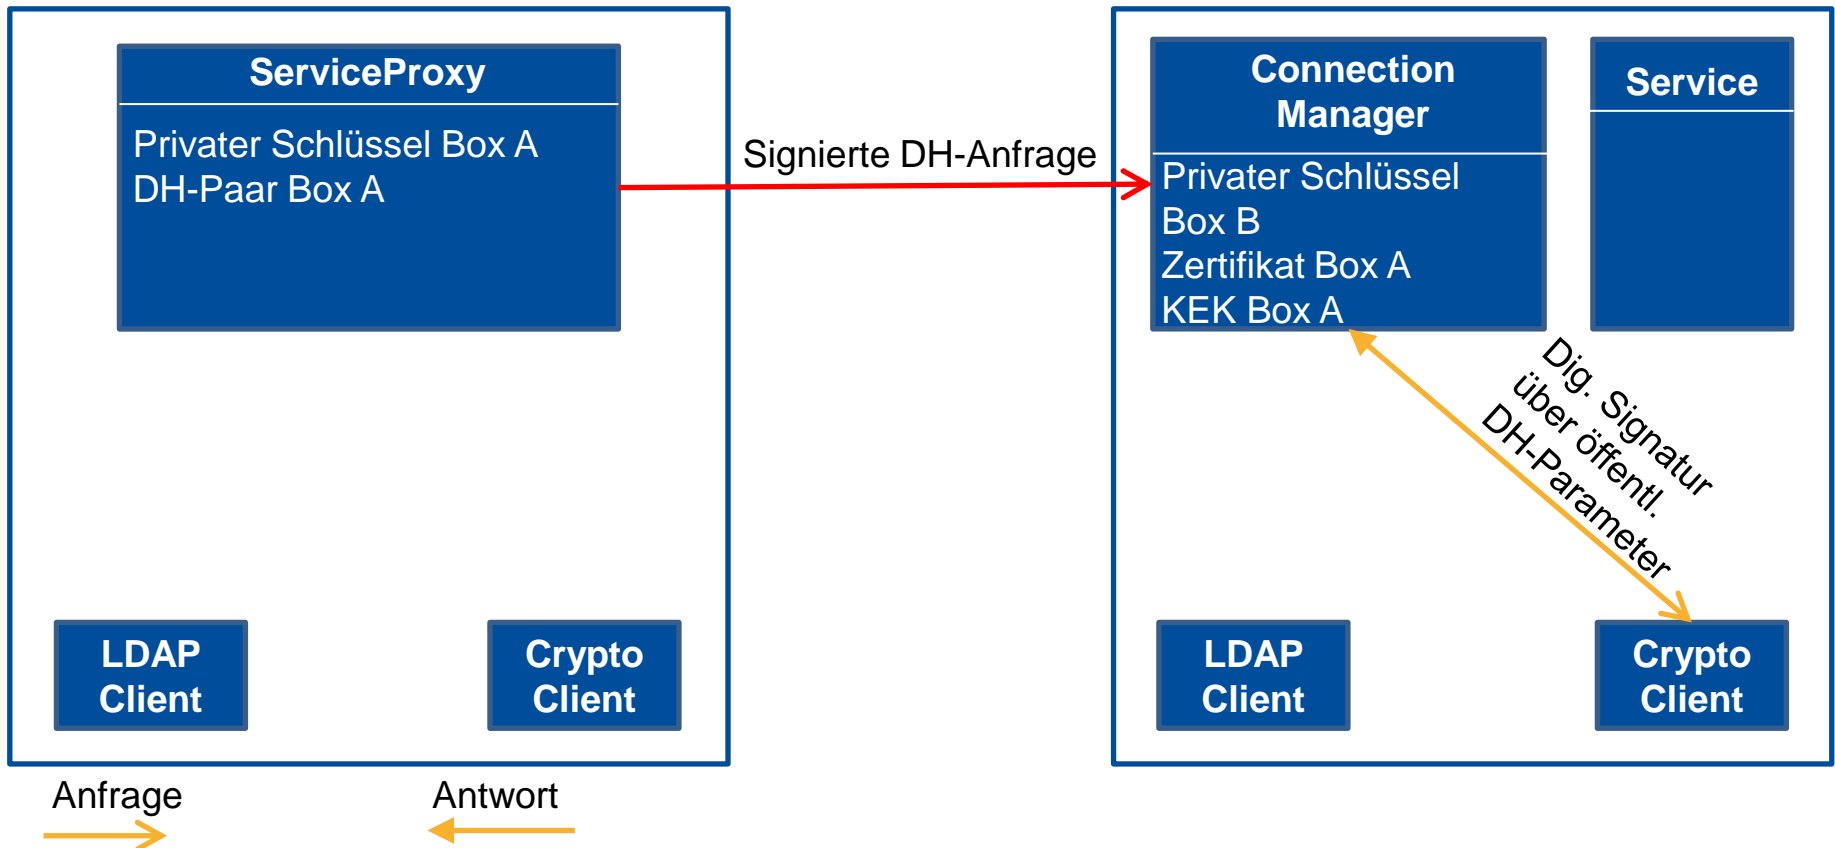 ServiceProxy
Privater Schlüssel Box A
DH-Paar Box A
Signierte DH-Anfrage
Connection
Manager
Privater Schlüssel
Box B
Zertifikat Box A
KEK Box A
Service
Dig. Signatur
über öffentl.
DH-Parameter
LDAP
Client
Crypto
Client
LDAP
Client
Crypto
Client
Anfrage
Antwort